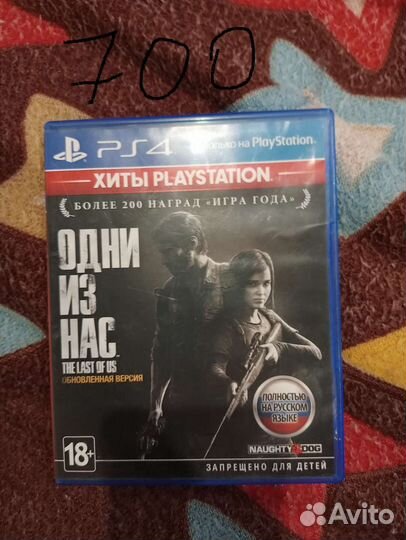 700
PS4
только на PlayStation
ХИТЫ PLAYSTATION
БОЛЕЕ 200 НАГРАД «ИГРА ГОДА»
ОДНИ
ИЗ
НАС
THE LAST OF US
ОБНОВЛЕННАЯ ВЕРСИЯ
ПОЛНОСТЬЮ
НА РУССКОМ
ЯЗЫКЕ
18+
NAUGHTY DOG
ЗАПРЕЩЕНО ДЛЯ ДЕТЕЙ
Avito